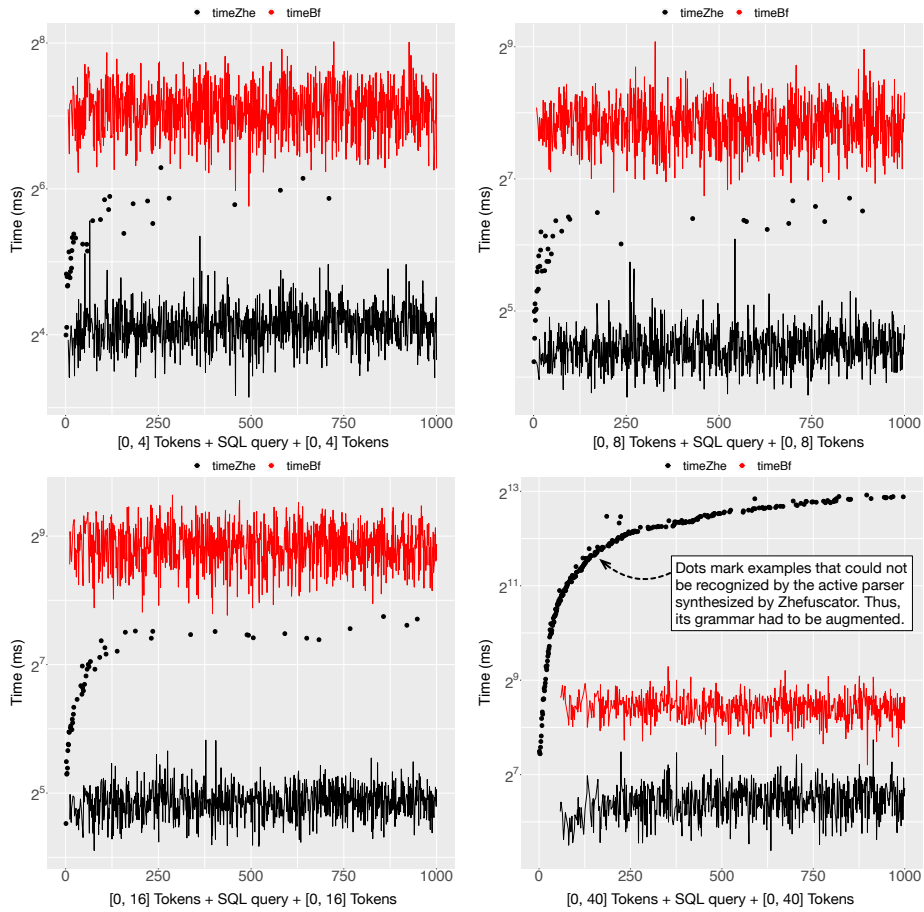 timeZhe timeBf
2^8
2^6
2^4
Time (ms)
0 250 500 750 1000
[0, 4] Tokens + SQL query + [0, 4] Tokens
timeZhe timeBf
2^9
2^7
2^5
Time (ms)
0 250 500 750 1000
[0, 8] Tokens + SQL query + [0, 8] Tokens
timeZhe timeBf
2^9
2^7
2^5
Time (ms)
0 250 500 750 1000
[0, 16] Tokens + SQL query + [0, 16] Tokens
timeZhe timeBf
2^13
2^11
2^9
2^7
Time (ms)
Dots mark examples that could not
be recognized by the active parser
synthesized by Zhefuscator. Thus,
its grammar had to be augmented.
0 250 500 750 1000
[0, 40] Tokens + SQL query + [0, 40] Tokens